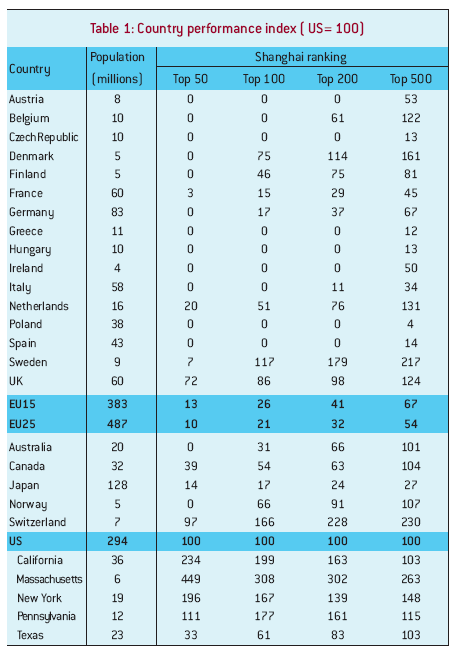 Table 1: Country performance index ( US= 100)
Country Population (millions) Shanghai ranking
Top 50 Top 100 Top 200 Top 500
Austria 8 0 0 0 53
Belgium 10 0 0 61 122
CzechRepublic 10 0 0 0 13
Denmark 5 0 75 114 161
Finland 5 0 46 75 81
France 60 3 15 29 45
Germany 83 0 17 37 67
Greece 11 0 0 0 12
Hungary 10 0 0 0 13
Ireland 4 0 0 0 50
Italy 58 0 0 11 34
Netherlands 16 20 51 76 131
Poland 38 0 0 0 4
Spain 43 0 0 0 14
Sweden 9 7 117 179 217
UK 60 72 86 98 124
EU15 383 13 26 41 67
EU25 487 10 21 32 54
Australia 20 0 31 66 101
Canada 32 39 54 63 104
Japan 128 14 17 24 27
Norway 5 0 66 91 107
Switzerland 7 97 166 228 230
US 294 100 100 100 100
California 36 234 199 163 103
Massachusetts 6 449 308 302 263
New York 19 196 167 139 148
Pennsylvania 12 111 177 161 115
Texas 23 33 61 83 103